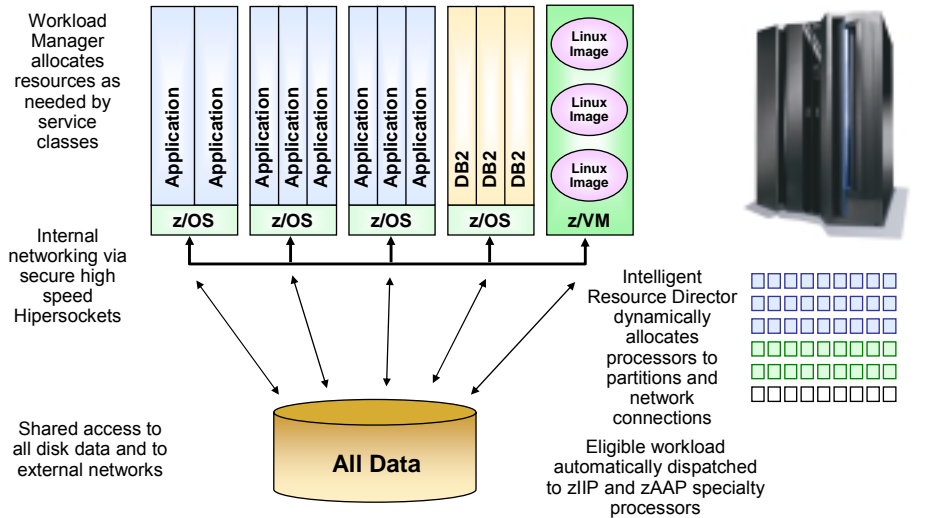 Workload
Manager
allocates
resources as
needed by
service
classes
Application
Application
Application
Application
Application
Application
Application
Application
DB2
DB2
DB2
Linux
Image
Linux
Image
Linux
Image
z/OS
z/OS
z/OS
z/OS
z/VM
Internal
networking via
secure high
speed
Hipersockets
Intelligent
Resource Director
dynamically
allocates
processors to
partitions and
network
connections
Shared access to
all disk data and to
external networks
All Data
Eligible workload
automatically dispatched
to zIIP and zAAP specialty
processors